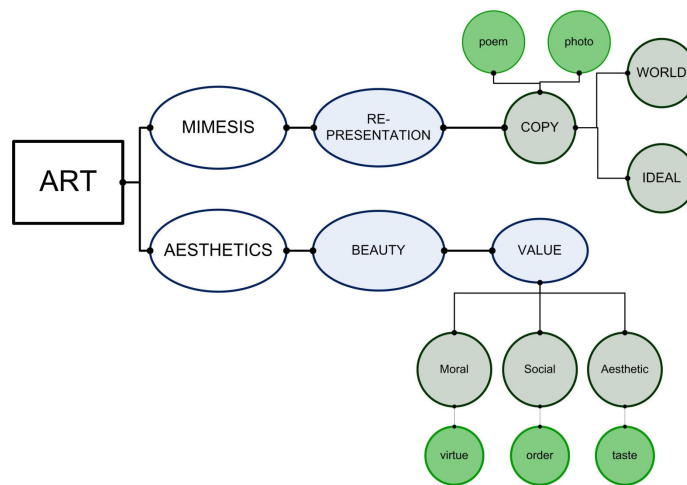 poem
photo
WORLD
MIMESIS
RE-
PRESENTATION
COPY
ART
IDEAL
AESTHETICS
BEAUTY
VALUE
Moral
Social
Aesthetic
virtue
order
taste